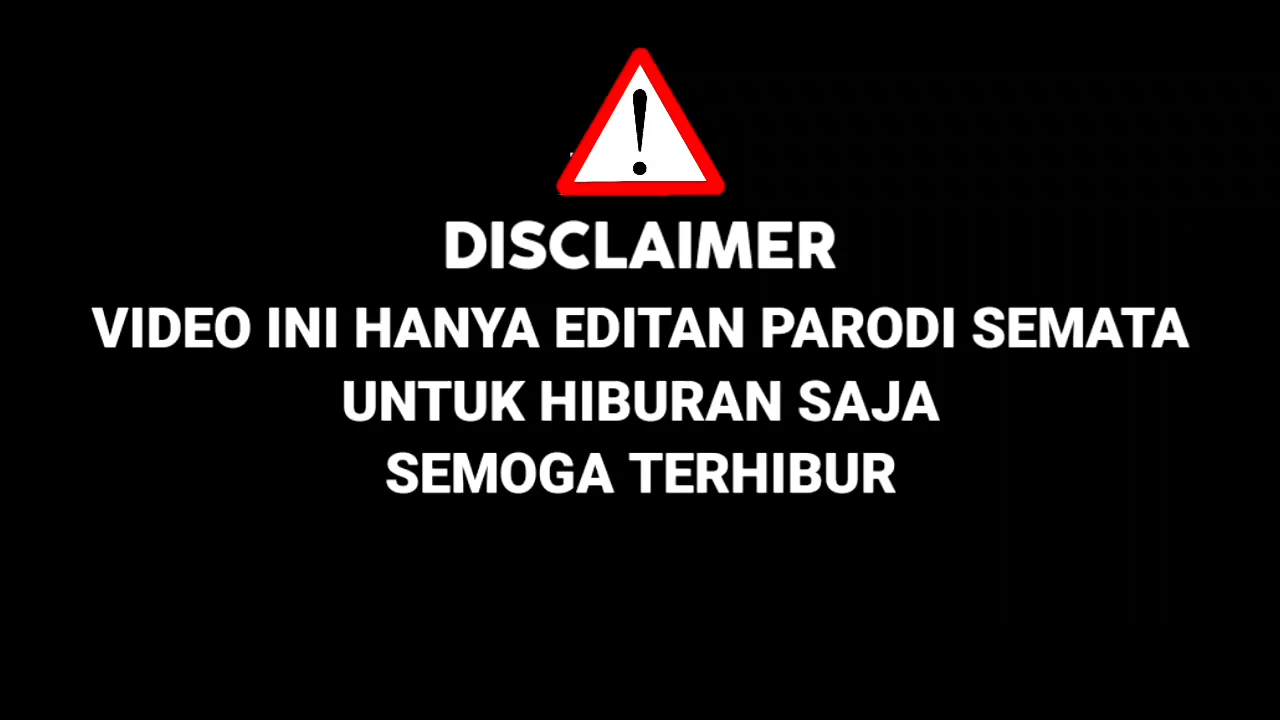 DISCLAIMER
VIDEO INI HANYA EDITAN PARODI SEMATA
UNTUK HIBURAN SAJA
SEMOGA TERHIBUR